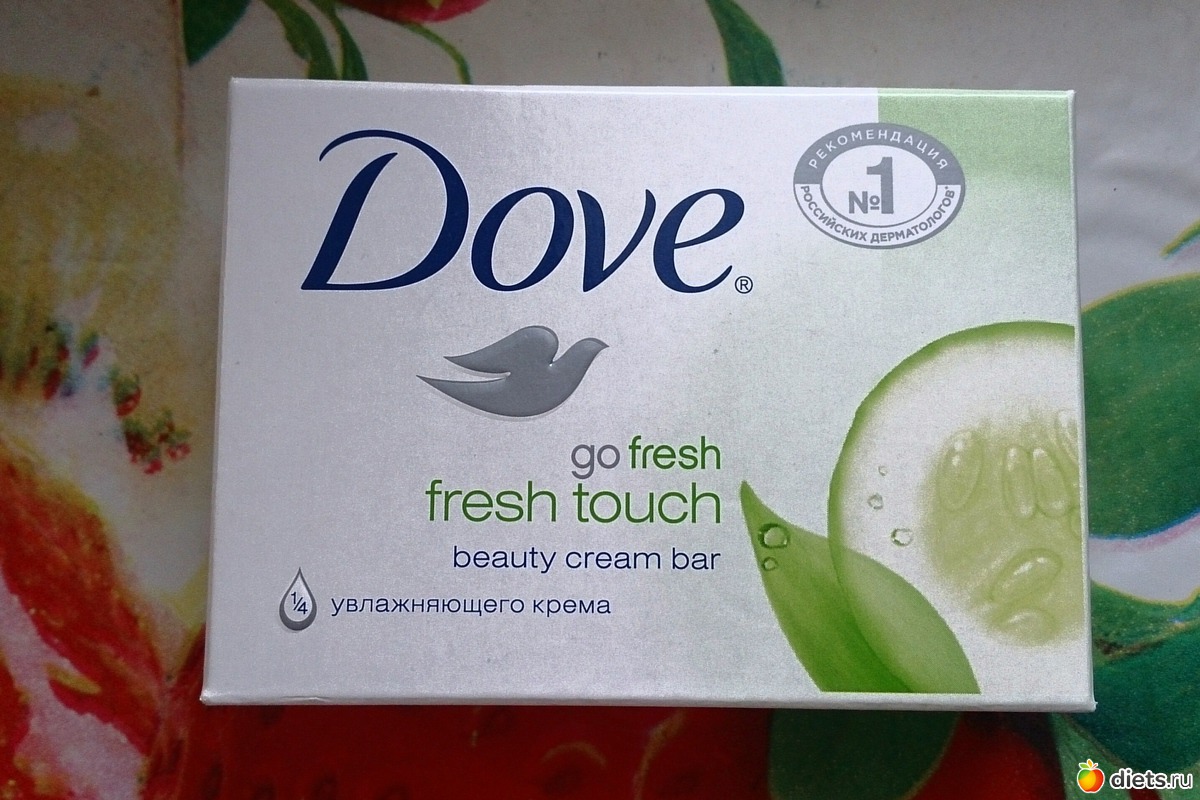 Dove®
РЕКОМЕНДАЦИЯ
№1
РОССИЙСКИХ ДЕРМАТОЛОГОВ*
go fresh
fresh touch
beauty cream bar
1/4 увлажняющего крема
diets.ru